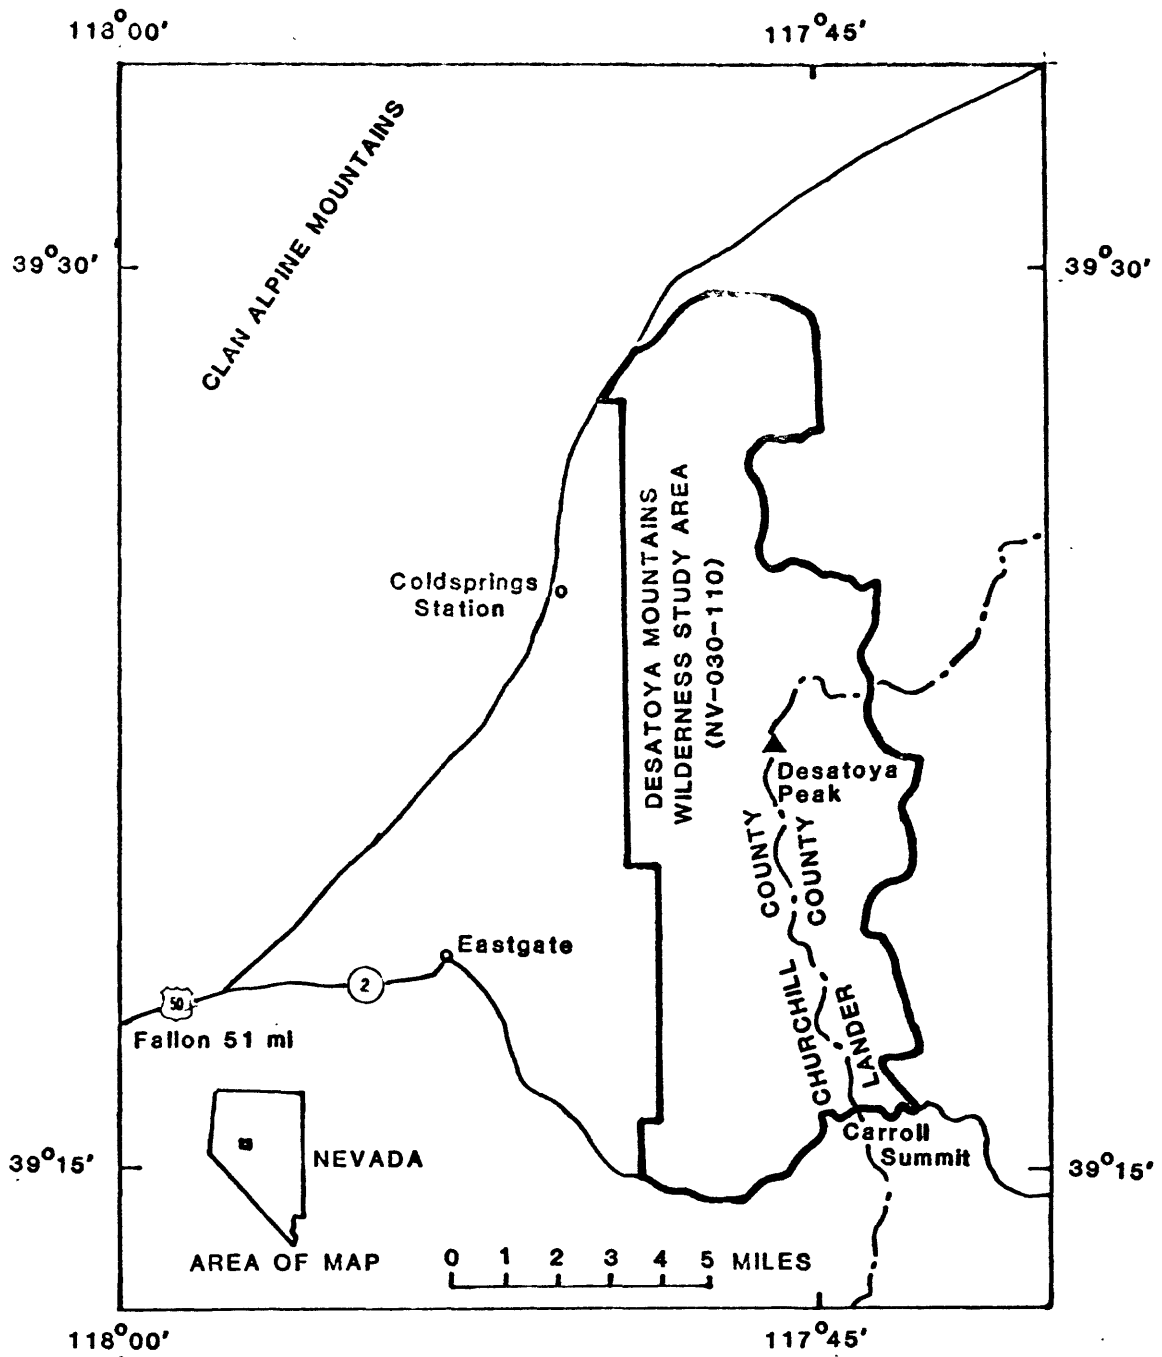 118°00'
117°45'
CLAN ALPINE MOUNTAINS
39°30'
39°30'
DESATOYA MOUNTAINS
WILDERNESS STUDY AREA
(NV-030-110)
Coldsprings
Station
Desatoya
Peak
COUNTY
COUNTY
Eastgate
2
50
Fallon 51 mi
CHURCHILL
LANDER
Carroll
Summit
39°15'
39°15'
NEVADA
AREA OF MAP
0 1 2 3 4 5 MILES
118°00'
117°45'